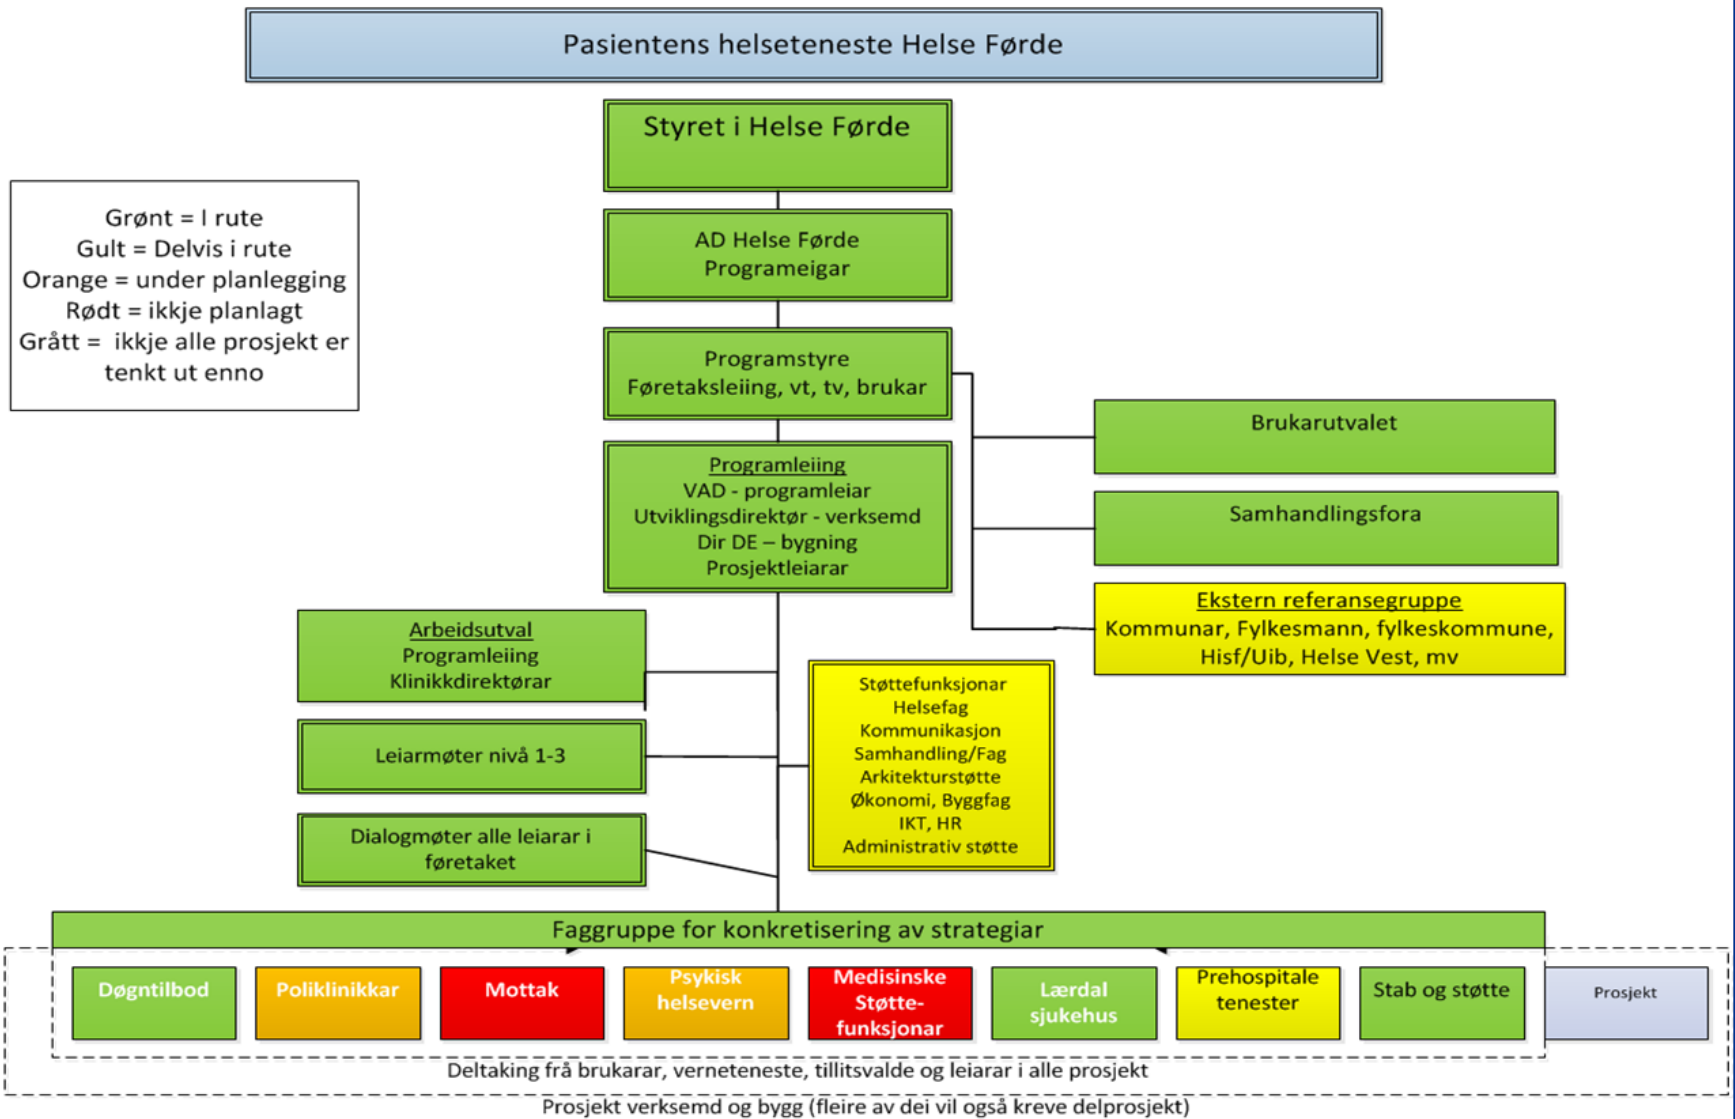 Pasientens helseteneste Helse Førde
Styret i Helse Førde
Grønt = I rute
Gult = Delvis i rute
Orange = under planlegging
Rødt = ikkje planlagt
Grått =  ikkje alle prosjekt er
tenkt ut enno
AD Helse Førde
Programeigar
Programstyre
Føretaksleiing, vt, tv, brukar
Brukarutvalet
Samhandlingsfora
Ekstern referansegruppe
Kommunar, Fylkesmann, fylkeskommune,
Hisf/Uib, Helse Vest, mv
Programleiing
VAD - programleiar
Utviklingsdirektør - verksemd
Dir DE – bygning
Prosjektleiarar
Arbeidsutval
Programleiing
Klinikkdirektørar
Leiarmøter nivå 1-3
Dialogmøter alle leiarar i
føretaket
Støttefunksjonar
Helsefag
Kommunikasjon
Samhandling/Fag
Arkitekturstøtte
Økonomi, Byggfag
IKT, HR
Administrativ støtte
Faggruppe for konkretisering av strategiar
Døgntilbod
Poliklinikkar
Mottak
Psykisk
helsevern
Medisinske
Støtte-
funksjonar
Lærdal
sjukehus
Prehospitale
tenester
Stab og støtte
Prosjekt
Deltaking frå brukarar, verneteneste, tillitsvalde og leiarar i alle prosjekt
Prosjekt verksemd og bygg (fleire av dei vil også kreve delprosjekt)